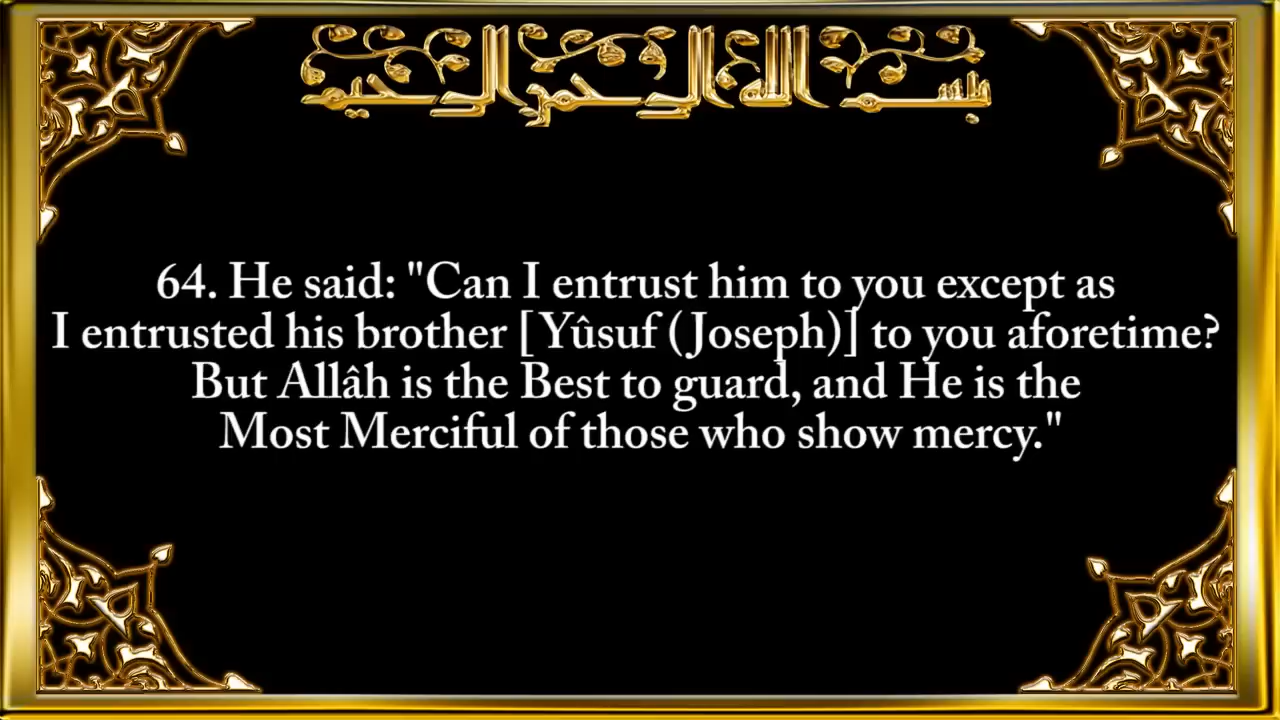 بسم الله الرحمن الرحيم
64. He said: "Can I entrust him to you except as
I entrusted his brother [Yûsuf (Joseph)] to you aforetime?
But Allâh is the Best to guard, and He is the
Most Merciful of those who show mercy."